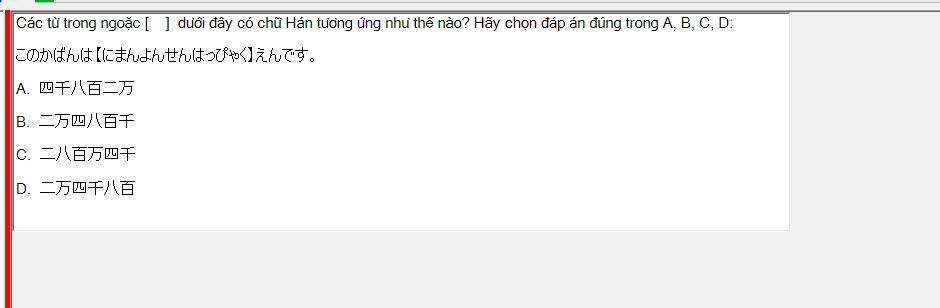 Các từ trong ngoặc [   ] dưới đây có chữ Hán tương ứng như thế nào? Hãy chọn đáp án đúng trong A, B, C, D:
このかばんは【にまんよんせんはっぴゃく】えんです。
A. 四千八百二万
B. 二万四八百千
C. 二八百万四千
D. 二万四千八百